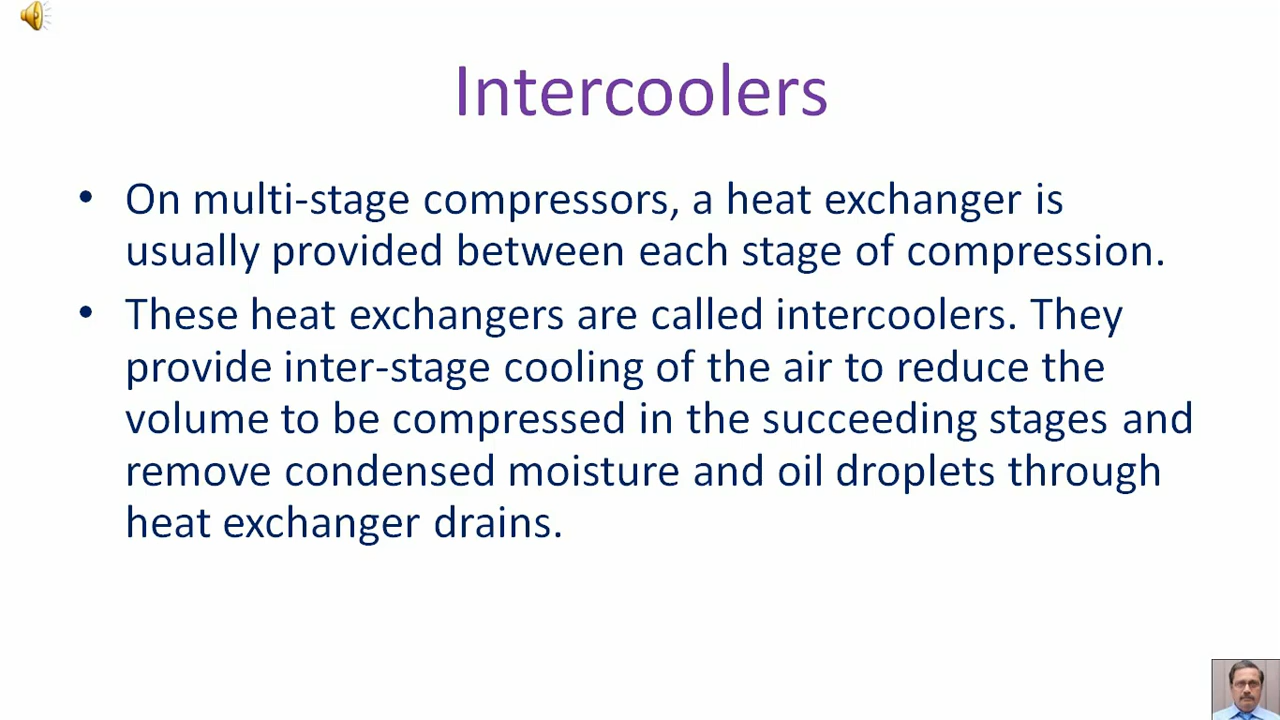 Intercoolers
• On multi-stage compressors, a heat exchanger is
usually provided between each stage of compression.
• These heat exchangers are called intercoolers. They
provide inter-stage cooling of the air to reduce the
volume to be compressed in the succeeding stages and
remove condensed moisture and oil droplets through
heat exchanger drains.